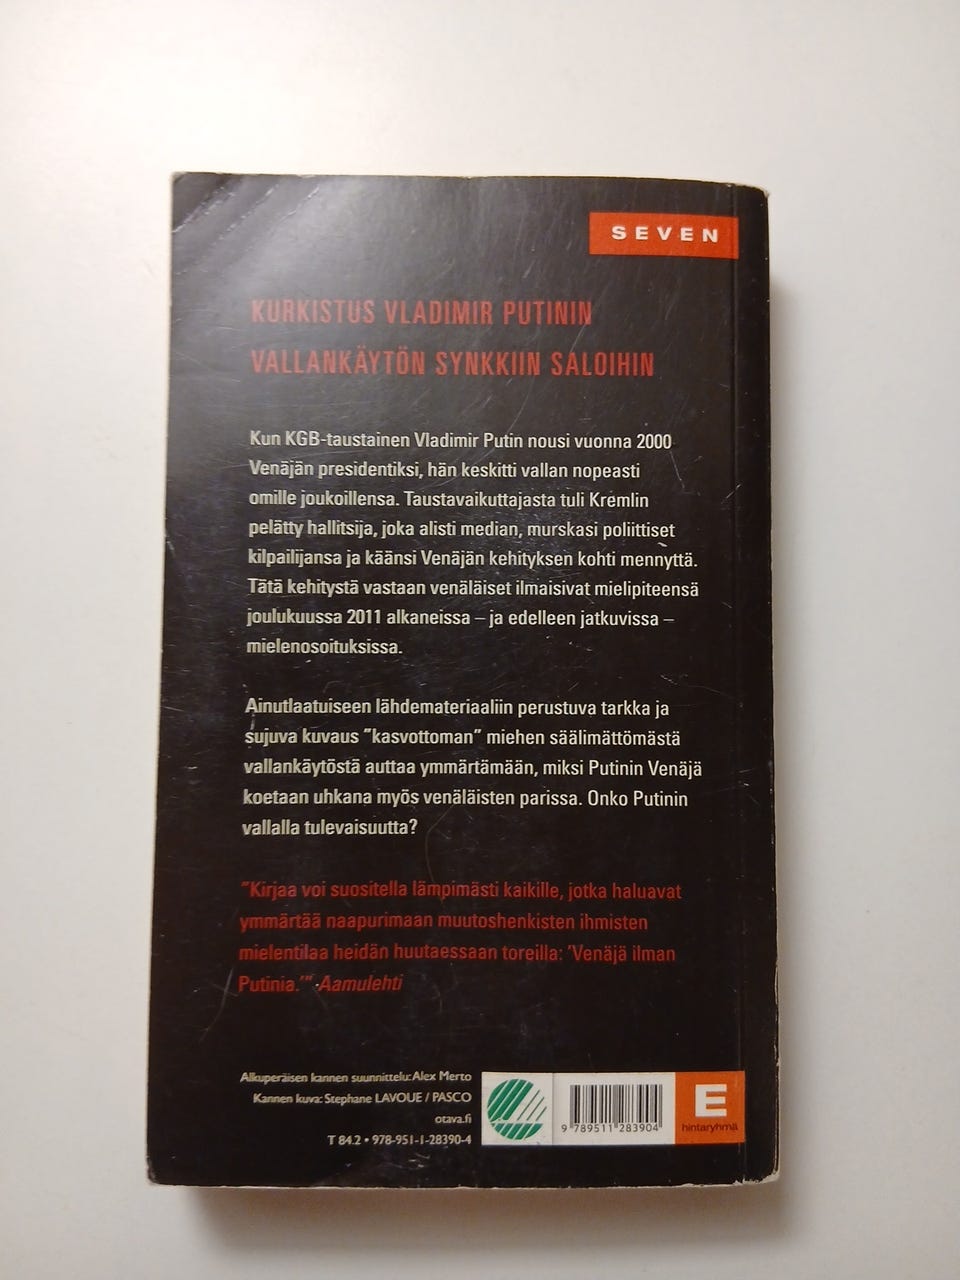 SEVEN
KURKISTUS VLADIMIR PUTININ
VALLANKÄYTÖN SYNKKIIN SALOIHIN
Kun KGB-taustainen Vladimir Putin nousi vuonna 2000
Venäjän presidentiksi, hän keskitti vallan nopeasti
omille joukoillensa. Taustavaikuttajasta tuli Kremlin
pelätty hallitsija, joka alisti median, murskasi poliittiset
kilpailijansa ja käänsi Venäjän kehityksen kohti mennyttä.
Tätä kehitystä vastaan venäläiset ilmaisivat mielipiteensä
joulukuussa 2011 alkaneissa – ja edelleen jatkuvissa –
mielenosoituksissa.
Ainutlaatuiseen lähdemateriaaliin perustuva tarkka ja
sujuva kuvaus ”kasvottoman” miehen säälimättömästä
vallankäytöstä auttaa ymmärtämään, miksi Putinin Venäjä
koetaan uhkana myös venäläisten parissa. Onko Putinin
vallalla tulevaisuutta?
”Kirjaa voi suositella lämpimästi kaikille, jotka haluavat
ymmärtää naapurimaan muutoshenkisten ihmisten
mielentilaa heidän huutaessaan toreilla: ’Venäjä ilman
Putinia.’” -Aamulehti
Alkuperäisen kannen suunnittelu: Alex Merto
Kannen kuva: Stephane LAVOUE / PASCO
otava.fi
T 84.2 • 978-951-1-28390-4
9 789511 283904
E
hintaryhmä